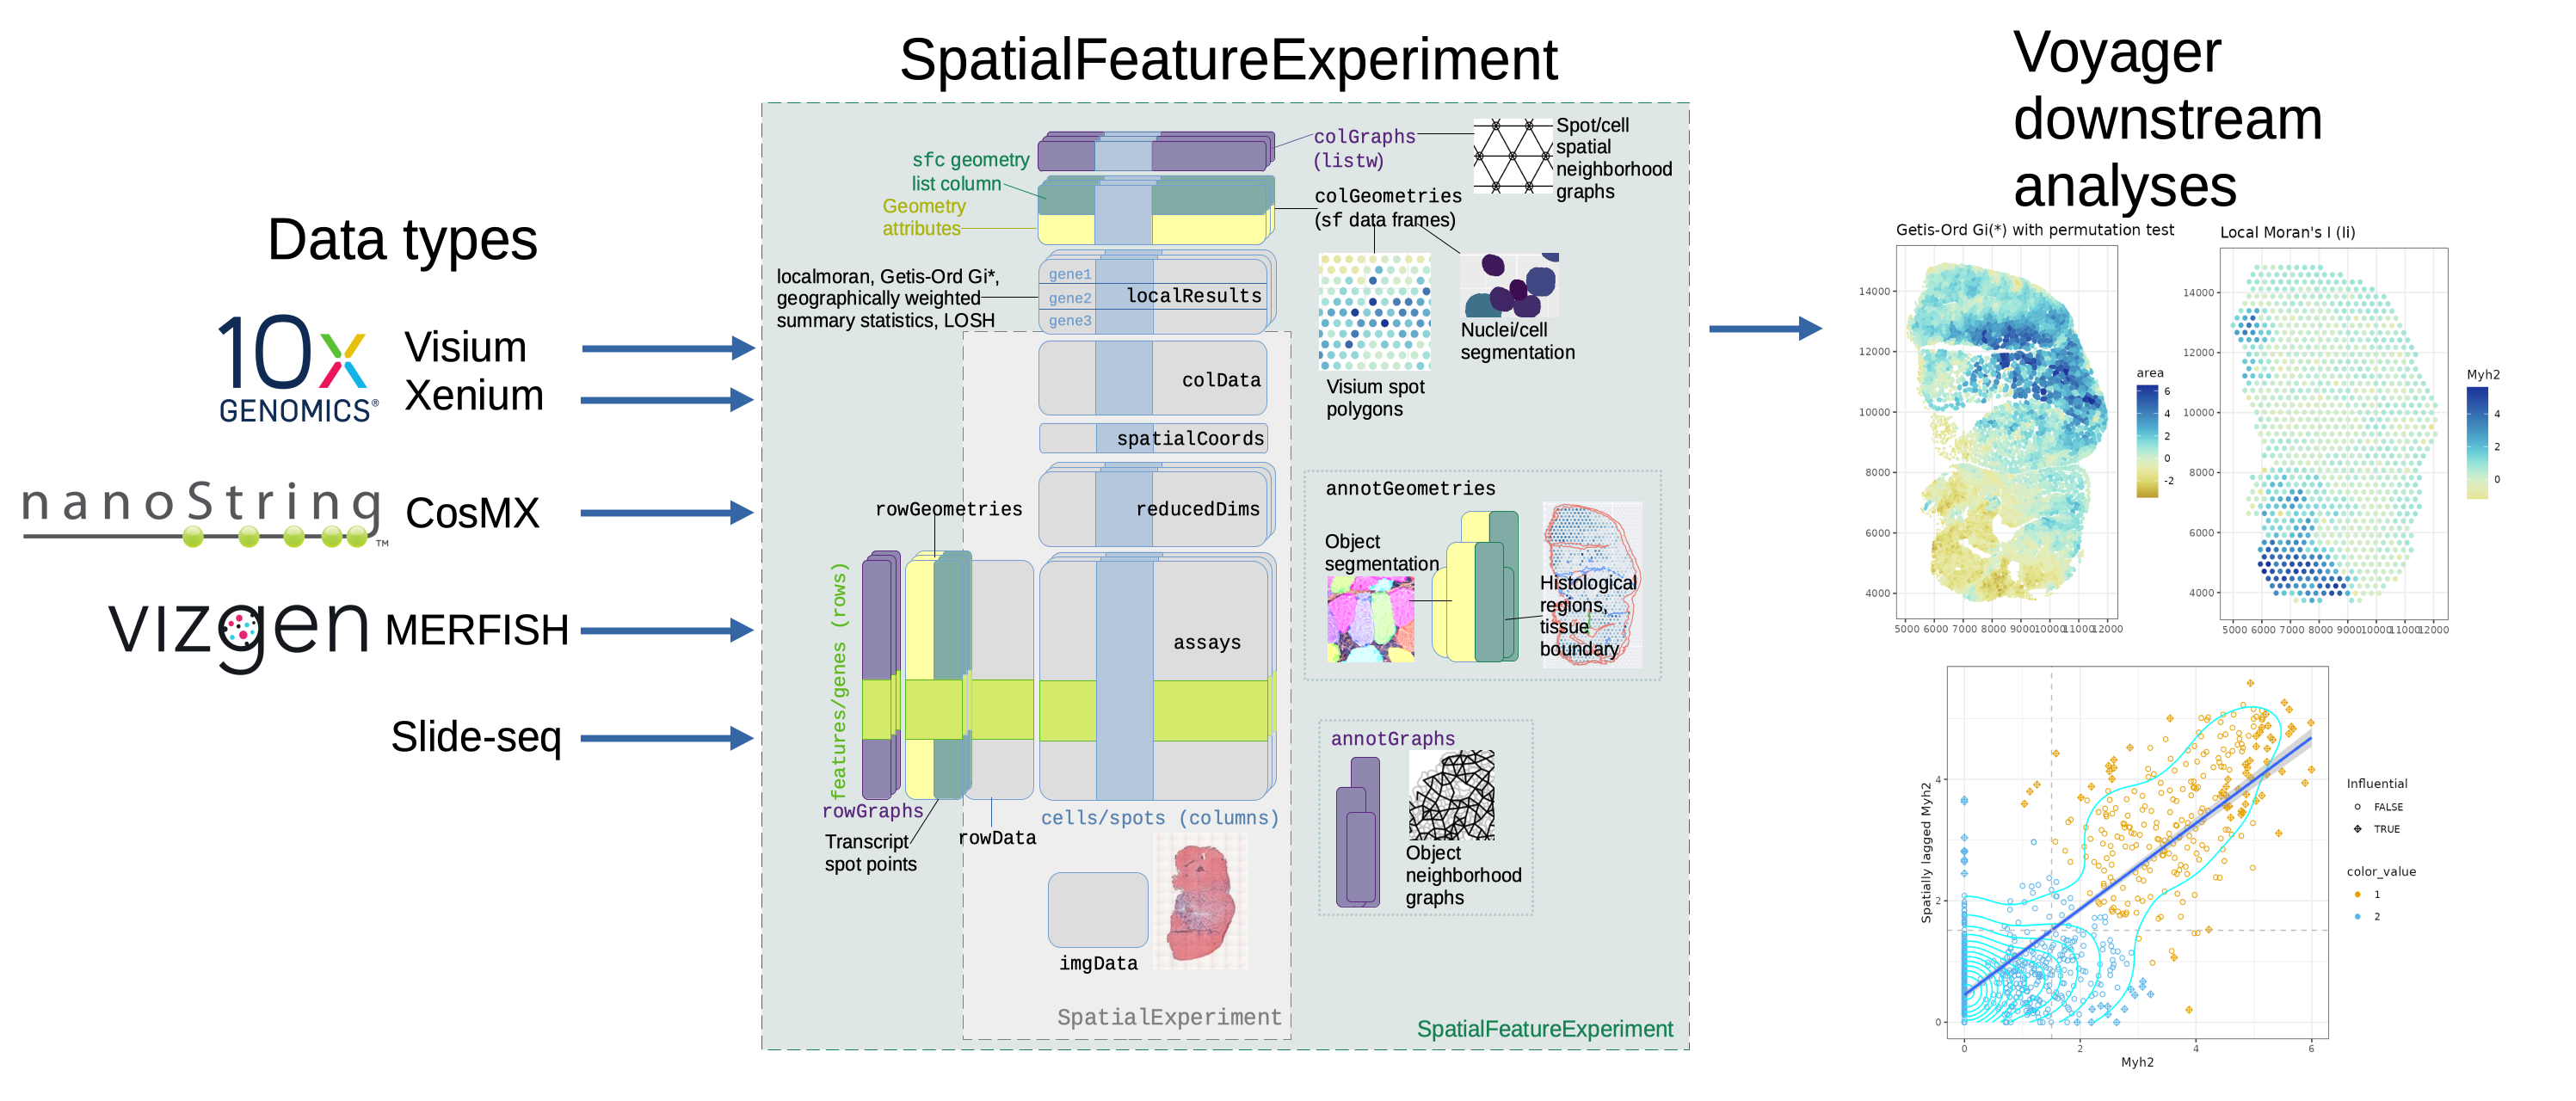 SpatialFeatureExperiment
Voyager
downstream
analyses
Data types
10x
GENOMICS®
Visium
Xenium
nanoString
™
CosMX
vizgen
MERFISH
Slide-seq
sfc geometry
list column
Geometry
attributes
colGraphs
(listw)
Spot/cell
spatial
neighborhood
graphs
colGeometries
(sf data frames)
localmoran, Getis-Ord Gi*,
geographically weighted
summary statistics, LOSH
gene1
gene2
gene3
localResults
Visium spot
polygons
Nuclei/cell
segmentation
colData
spatialCoords
reducedDims
rowGeometries
features/genes (rows)
assays
rowGraphs
Transcript
spot points
rowData
cells/spots (columns)
imgData
SpatialExperiment
annotGeometries
Object
segmentation
Histological
regions,
tissue
boundary
annotGraphs
Object
neighborhood
graphs
SpatialFeatureExperiment
Getis-Ord Gi(*) with permutation test
14000
12000
10000
8000
6000
4000
5000 6000 7000 8000 9000 10000 11000 12000
area
6
4
2
0
-2
Local Moran's I (Ii)
14000
12000
10000
8000
6000
4000
5000 6000 7000 8000 9000 10000 11000 12000
Myh2
4
2
0
Spatially lagged Myh2
4
2
0
0 2 4 6
Myh2
Influential
FALSE
TRUE
color_value
1
2